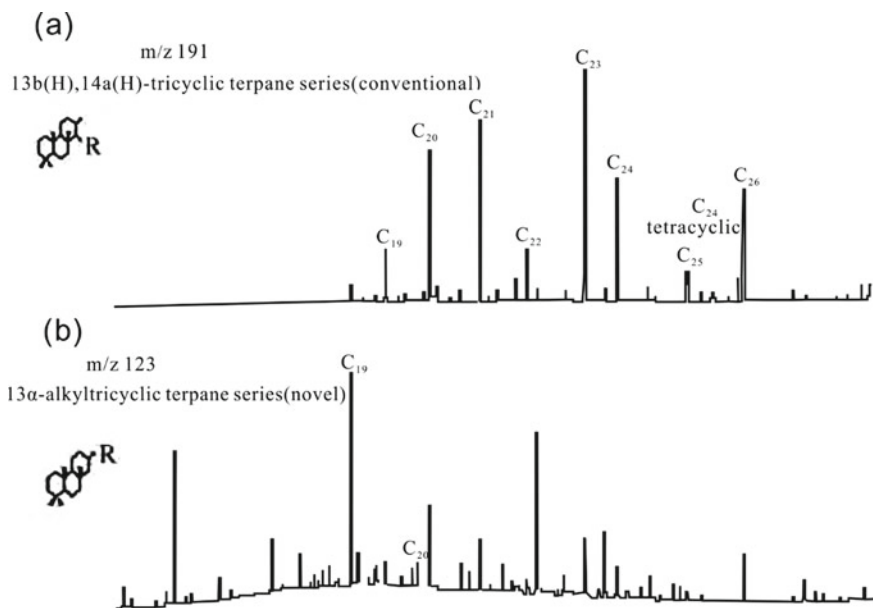 (a)
m/z 191
13b(H),14a(H)-tricyclic terpane series(conventional)
R
C₁₉
C₂₀
C₂₁
C₂₂
C₂₃
C₂₄
C₂₄
tetracyclic
C₂₅
C₂₆
(b)
m/z 123
13α-alkyltricyclic terpane series(novel)
R
C₁₉
C₂₀